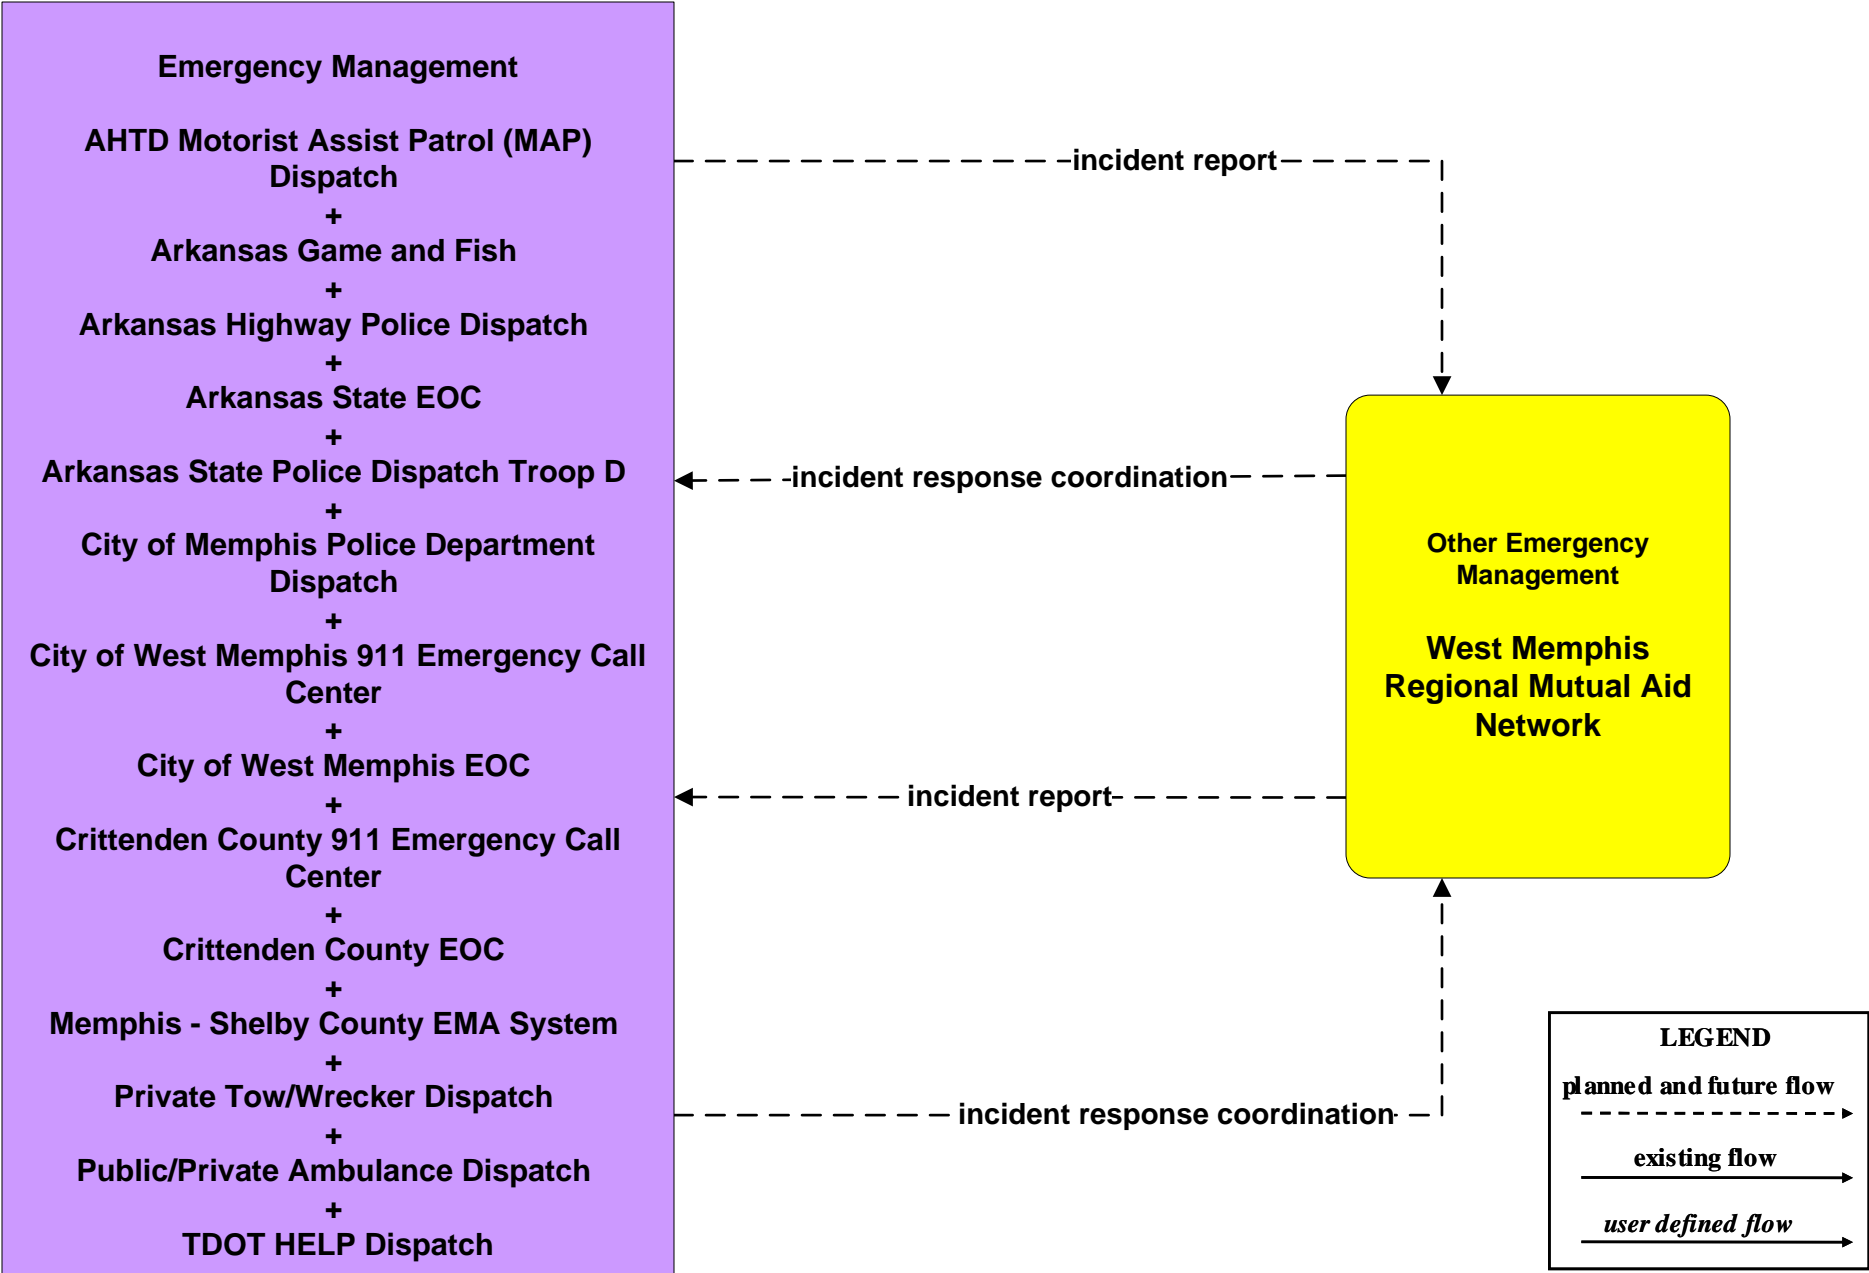 Emergency Management
AHTD Motorist Assist Patrol (MAP)
Dispatch
+
Arkansas Game and Fish
+
Arkansas Highway Police Dispatch
+
Arkansas State EOC
+
Arkansas State Police Dispatch Troop D
+
City of Memphis Police Department
Dispatch
+
City of West Memphis 911 Emergency Call
Center
+
City of West Memphis EOC
+
Crittenden County 911 Emergency Call
Center
+
Crittenden County EOC
+
Memphis - Shelby County EMA System
+
Private Tow/Wrecker Dispatch
+
Public/Private Ambulance Dispatch
+
TDOT HELP Dispatch
incident report
incident response coordination
incident report
incident response coordination
Other Emergency
Management
West Memphis
Regional Mutual Aid
Network
LEGEND
planned and future flow
existing flow
user defined flow